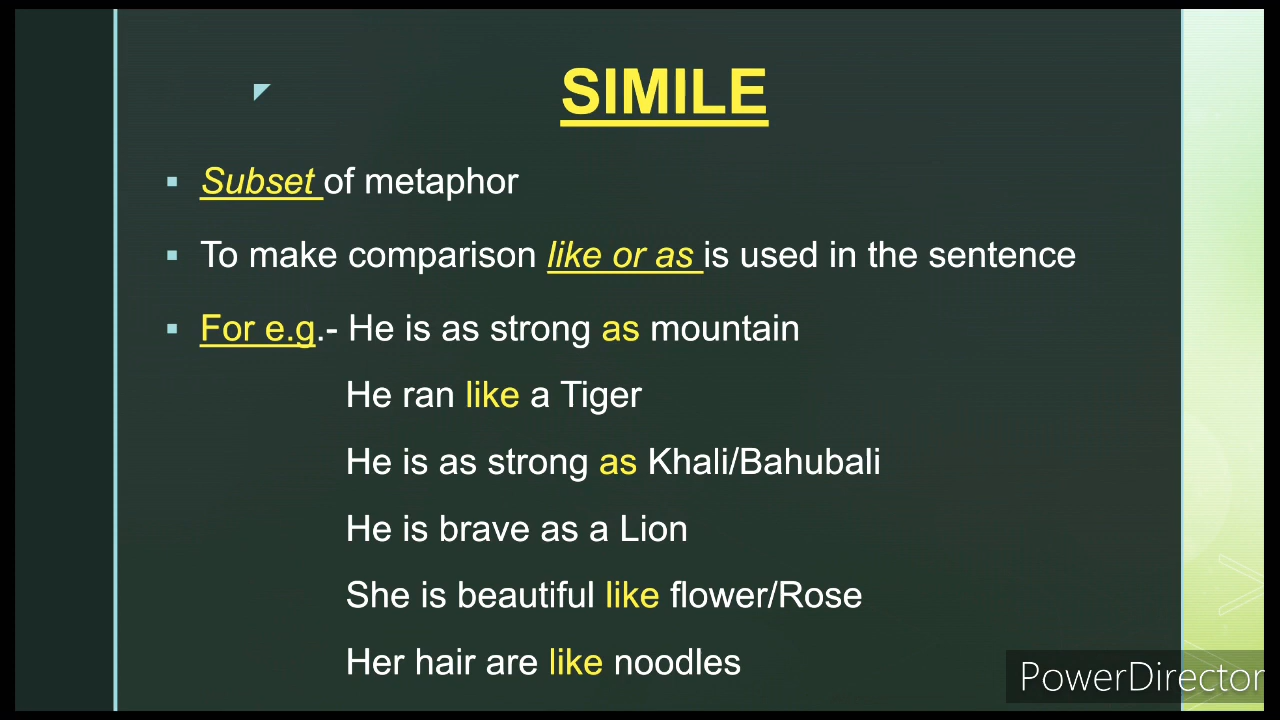 SIMILE
Subset of metaphor
To make comparison like or as is used in the sentence
For e.g.- He is as strong as mountain
He ran like a Tiger
He is as strong as Khali/Bahubali
He is brave as a Lion
She is beautiful like flower/Rose
Her hair are like noodles
PowerDirector